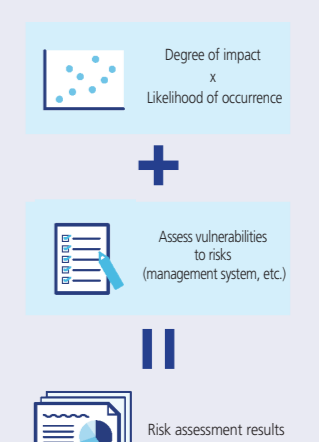 Degree of impact
x
Likelihood of occurrence
+
Assess vulnerabilities
to risks
(management system, etc.)
Risk assessment results